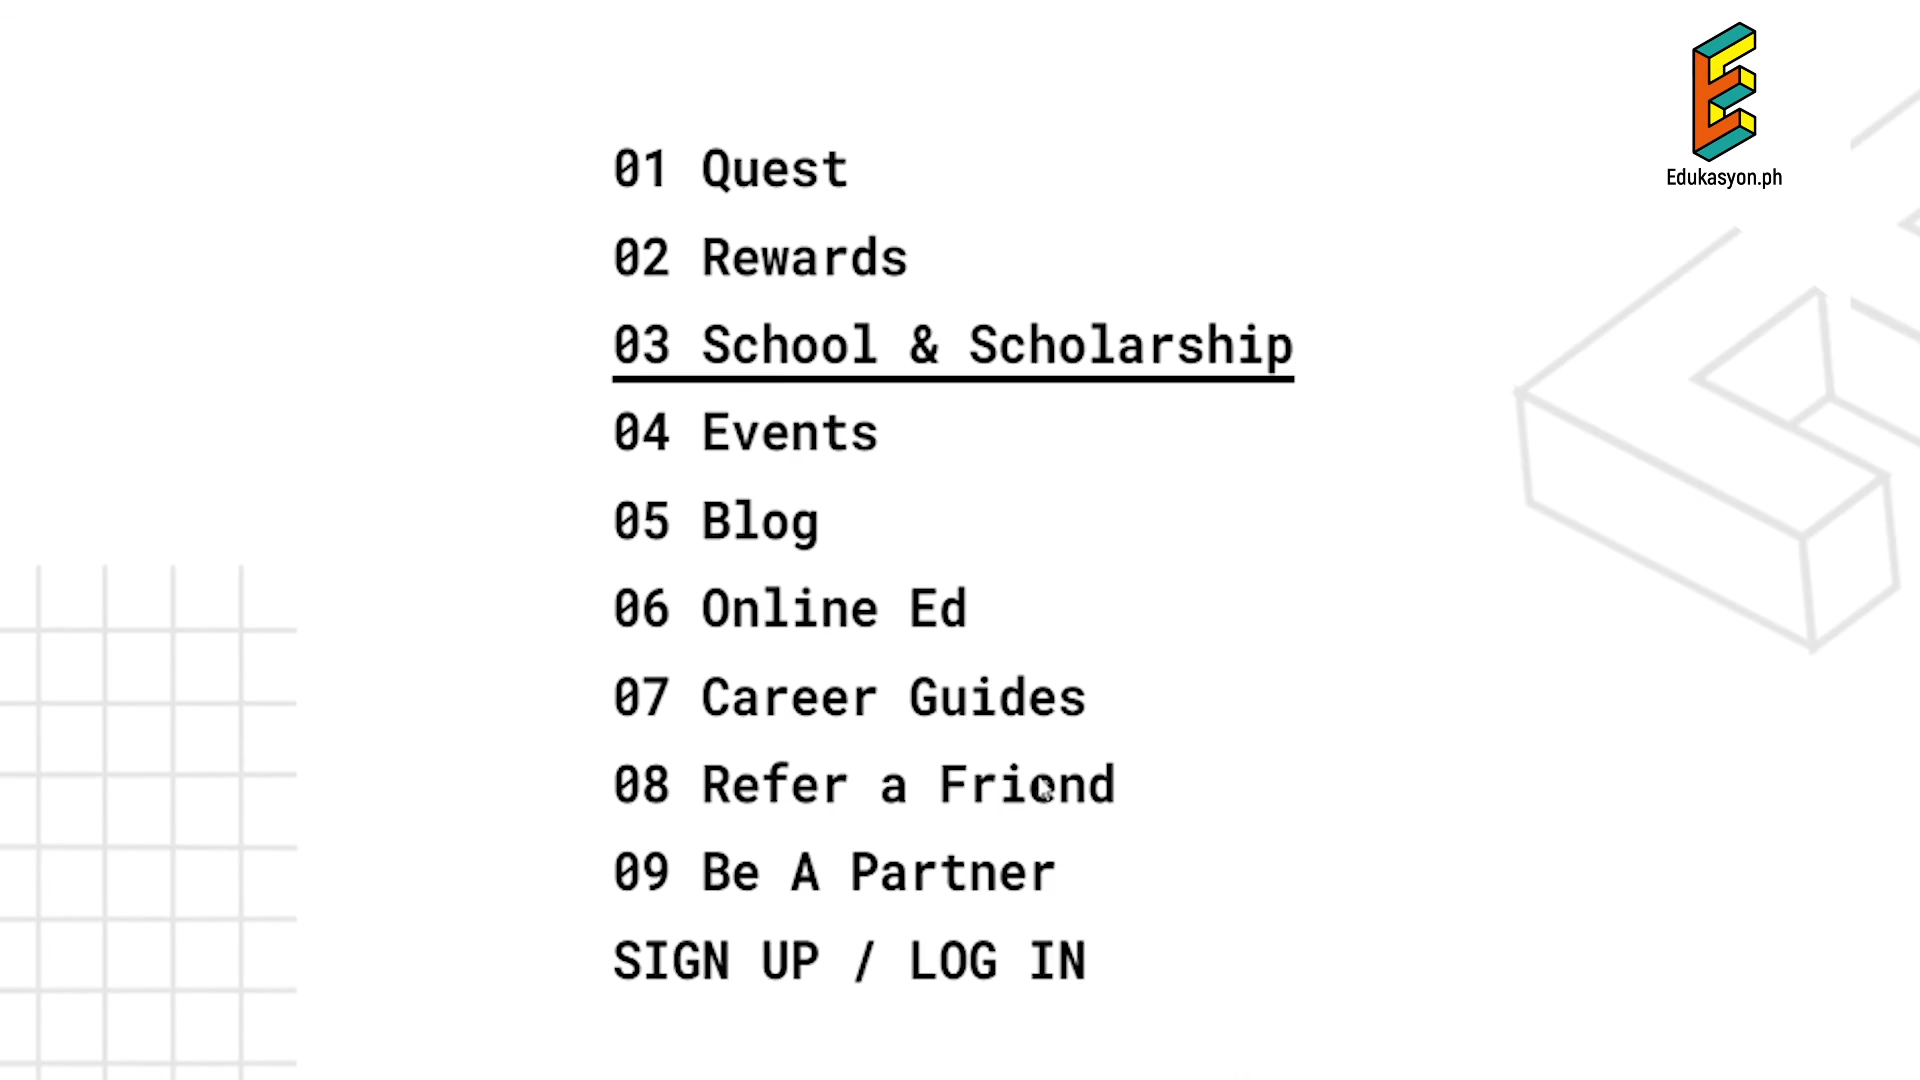 Edukasyon.ph
01 Quest
02 Rewards
03 School & Scholarship
04 Events
05 Blog
06 Online Ed
07 Career Guides
08 Refer a Friend
09 Be A Partner
SIGN UP / LOG IN